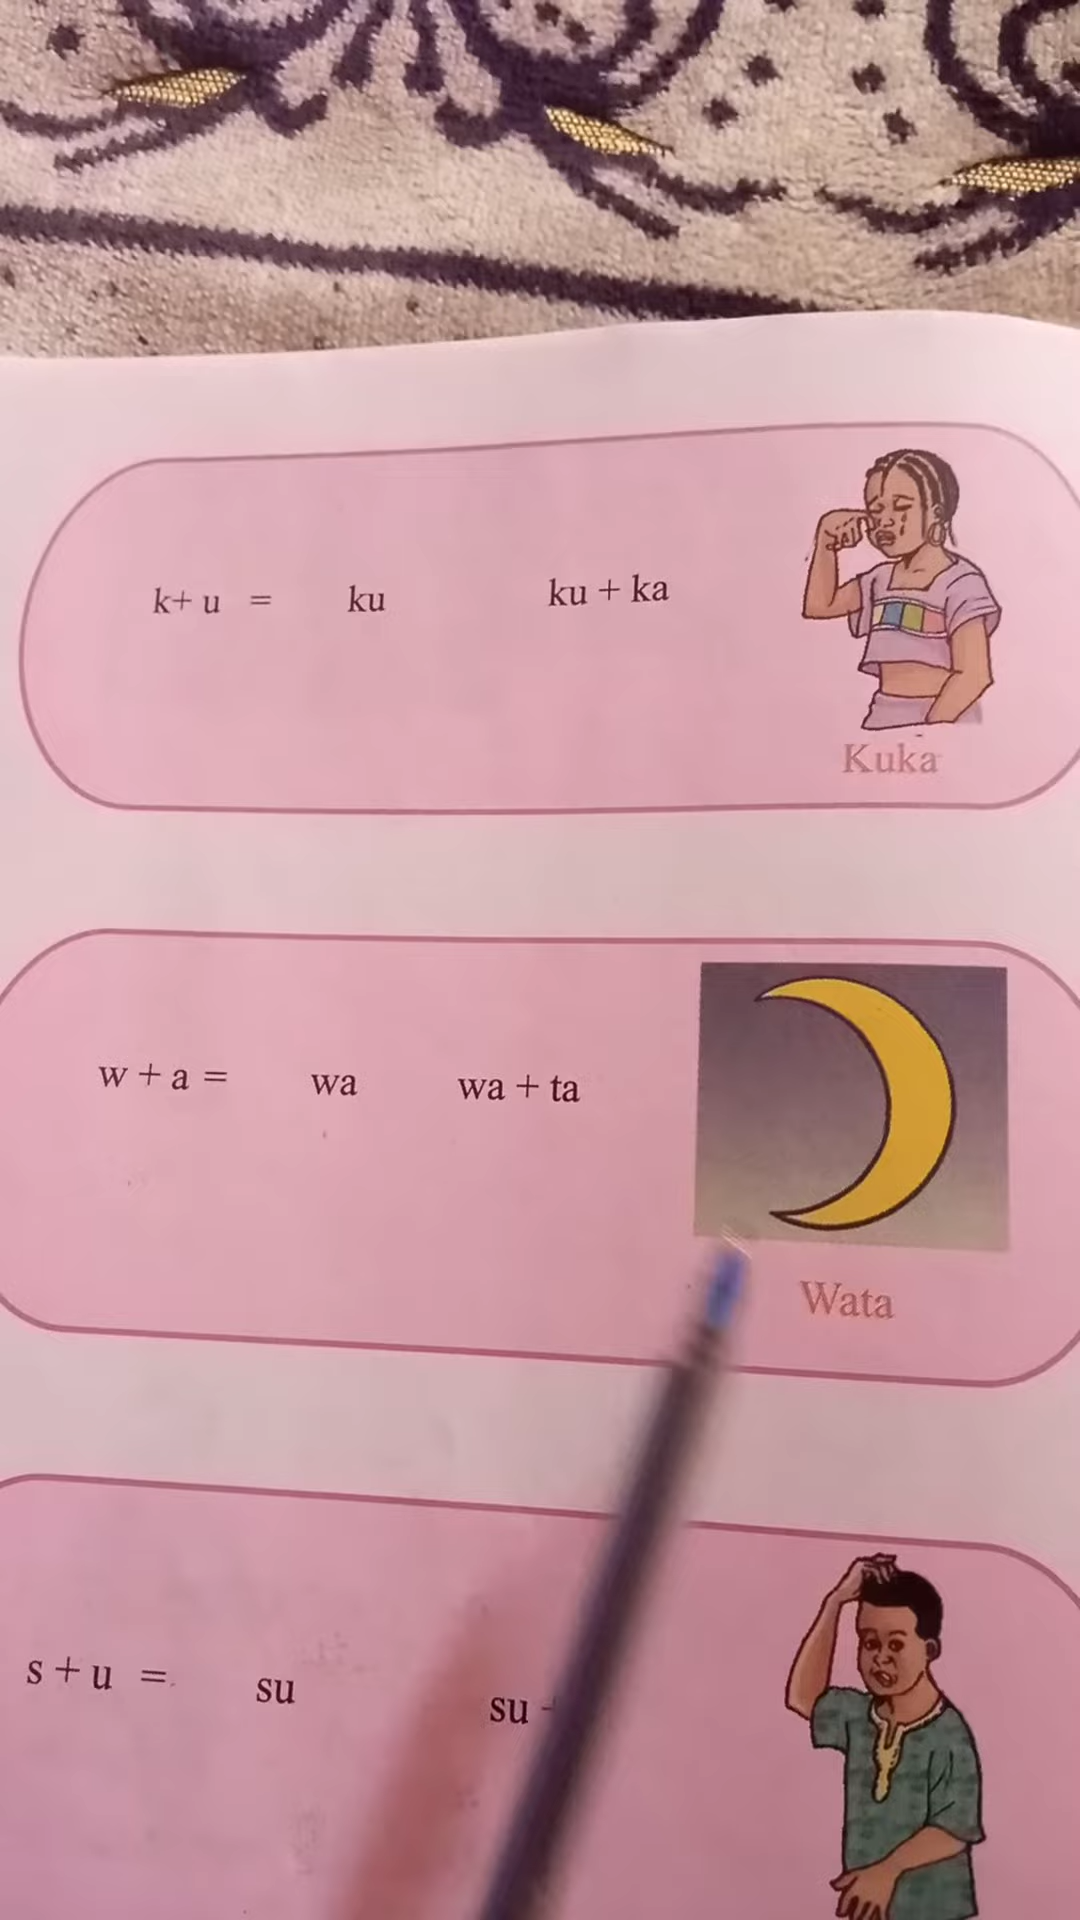 k+ u = ku ku + ka
Kuka
w + a = wa wa + ta
Wata
s + u = su su